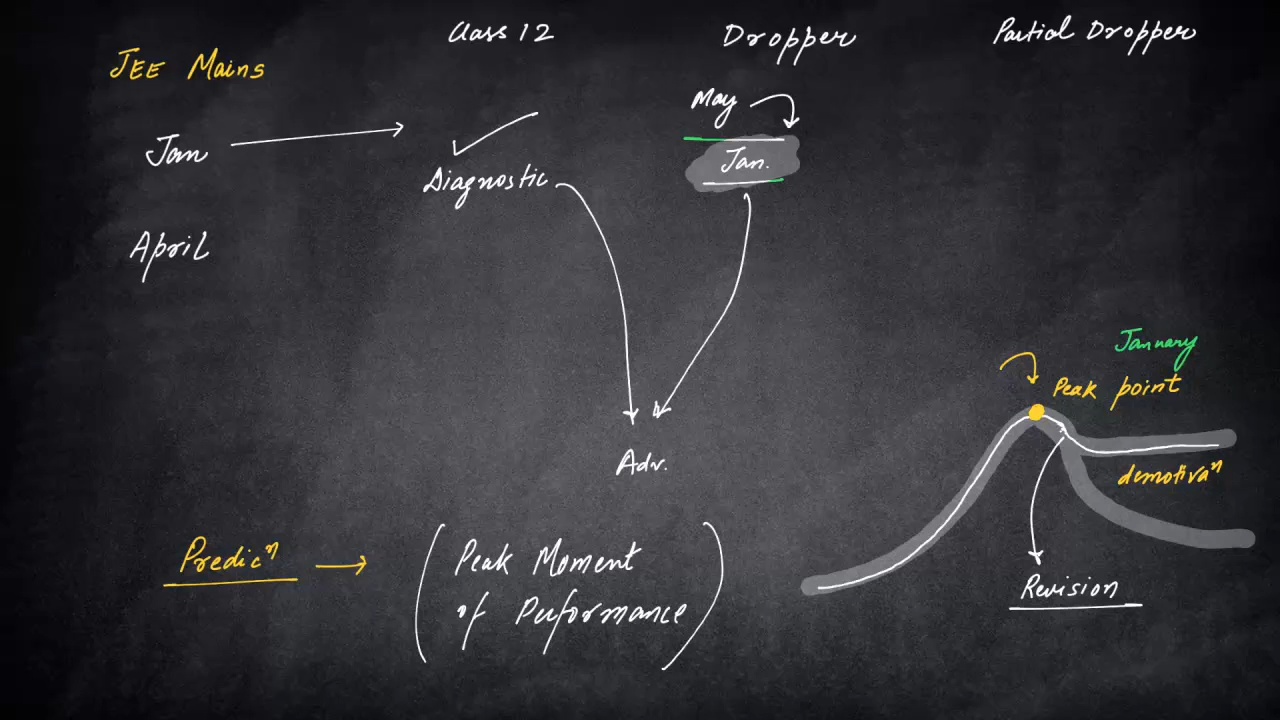 Class 12
Dropper
Partial Dropper
JEE Mains
May
Jan
Jan.
Diagnostic
April
January
Peak point
Adv.
demotivaⁿ
Predicⁿ
Peak Moment
of Performance
Revision